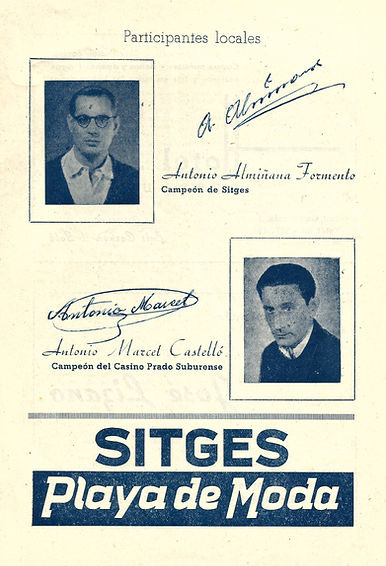 Participantes locales
A. Almiñana
Antonio Almiñana Formento
Campeón de Sitges
Antonio Marcet
Antonio Marcet Castelló
Campeón del Casino Prado Suburense
SITGES
Playa de Moda